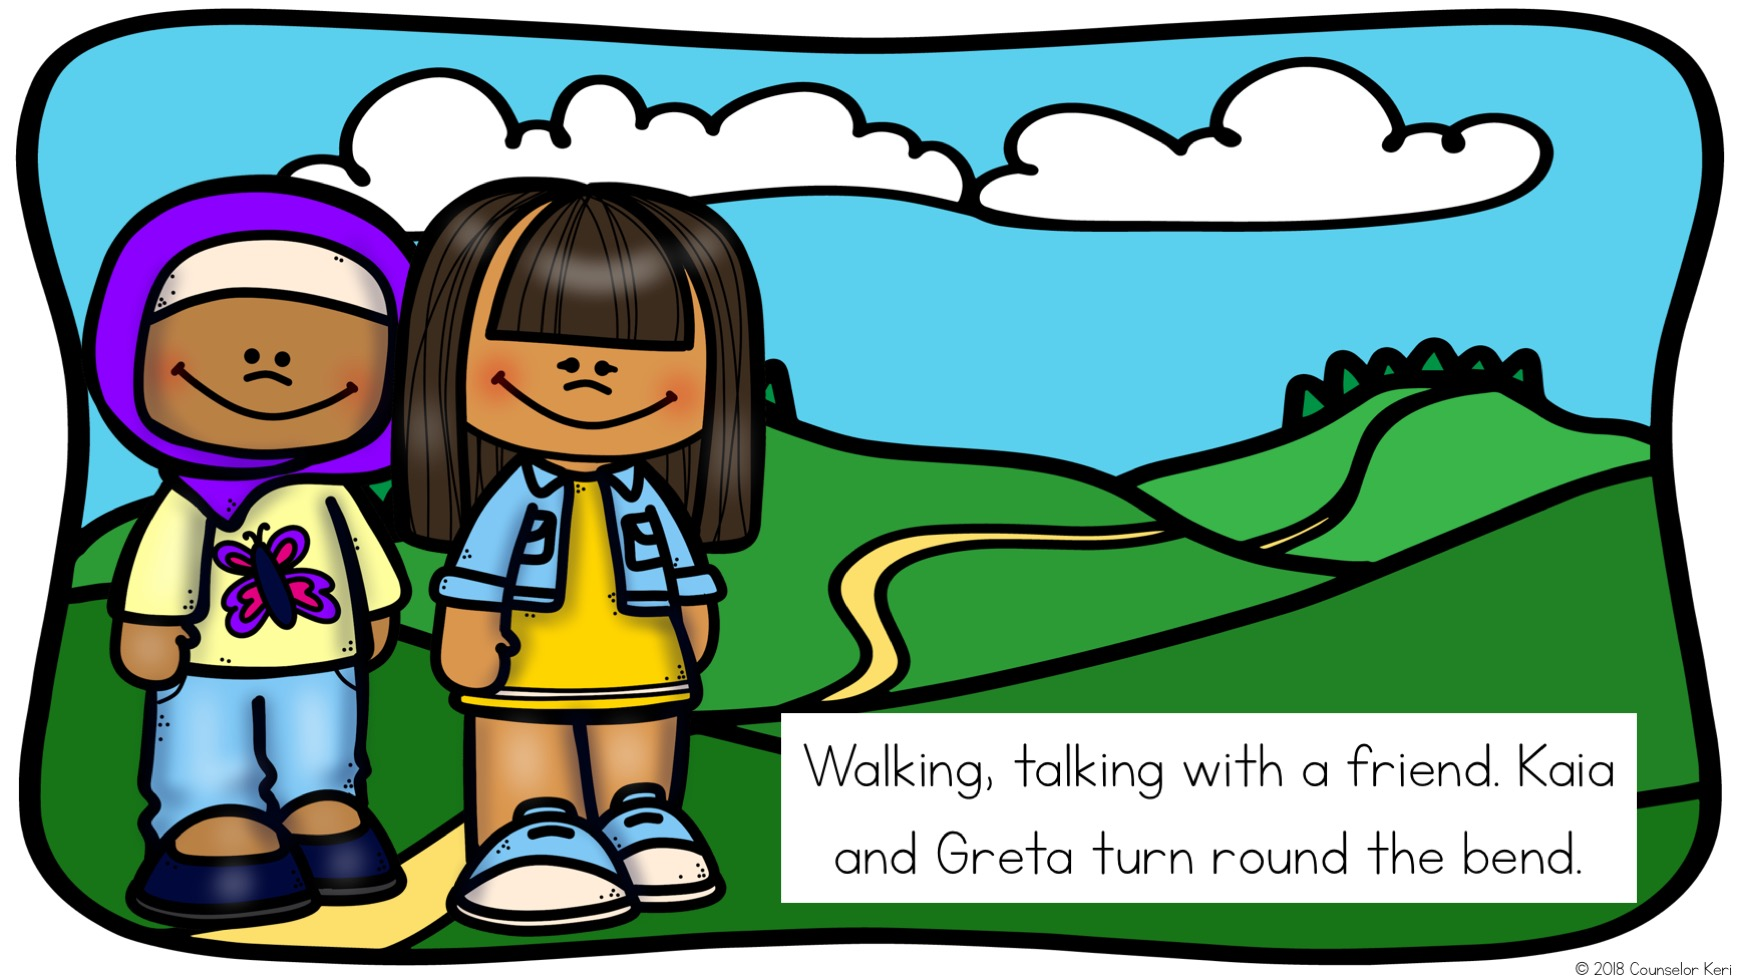 Walking, talking with a friend. Kaia
and Greta turn round the bend.
© 2018 Counselor Keri